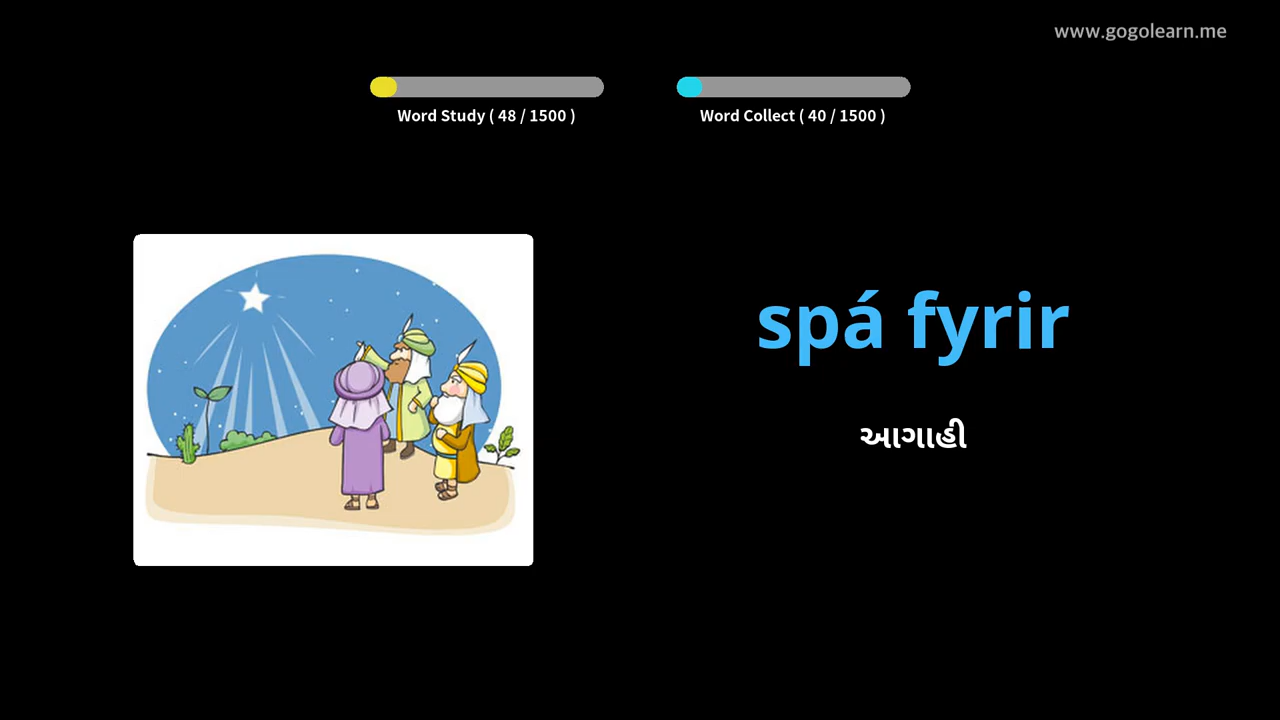 www.gogolearn.me
Word Study ( 48 / 1500 )
Word Collect ( 40 / 1500 )
spá fyrir
આગાહી